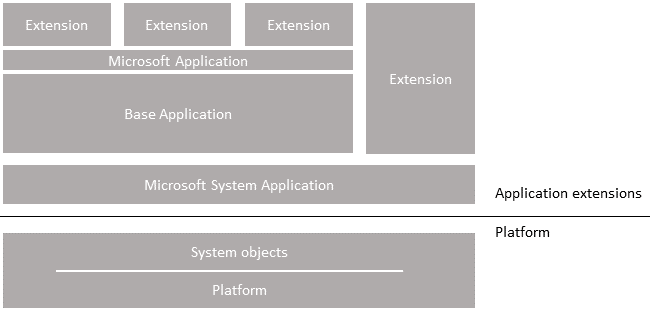 Extension
Extension
Extension
Extension
Microsoft Application
Base Application
Microsoft System Application
Application extensions
Platform
System objects
Platform